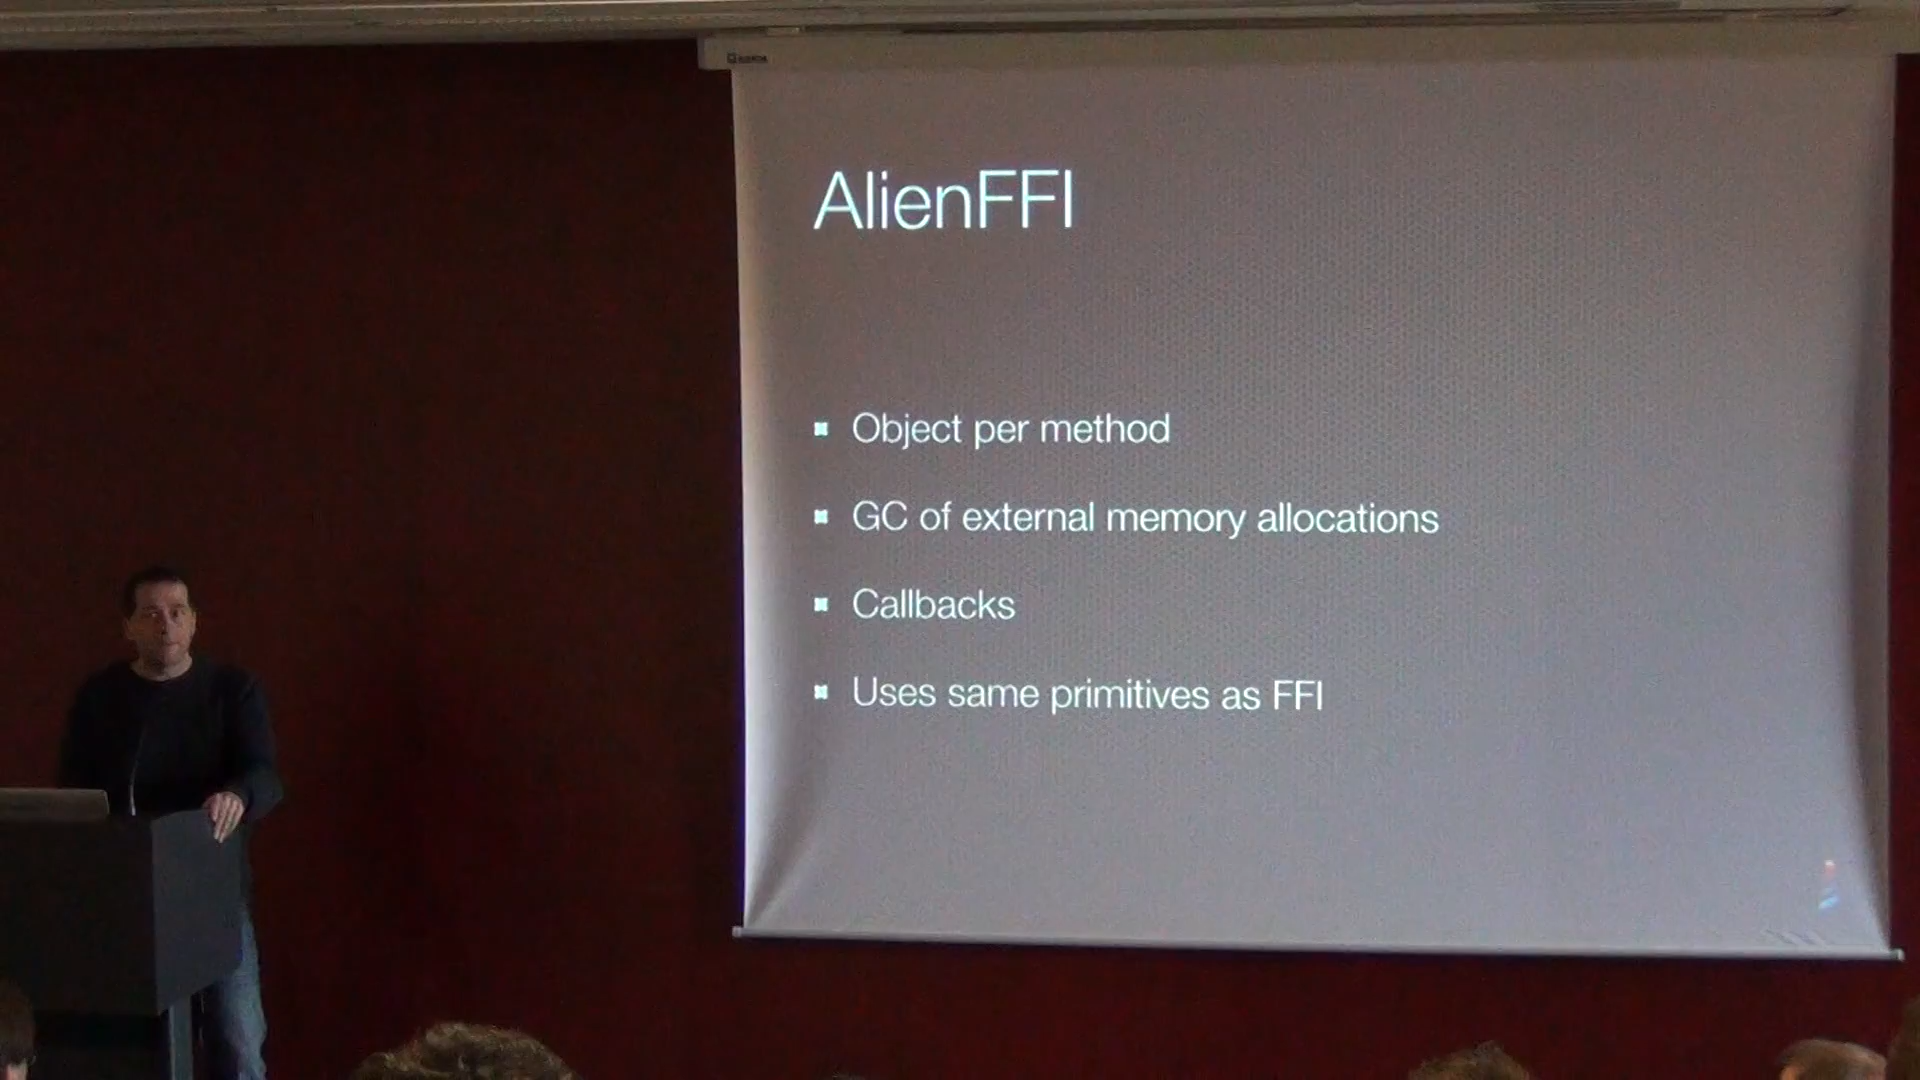 AlienFFI
Object per method
GC of external memory allocations
Callbacks
Uses same primitives as FFI